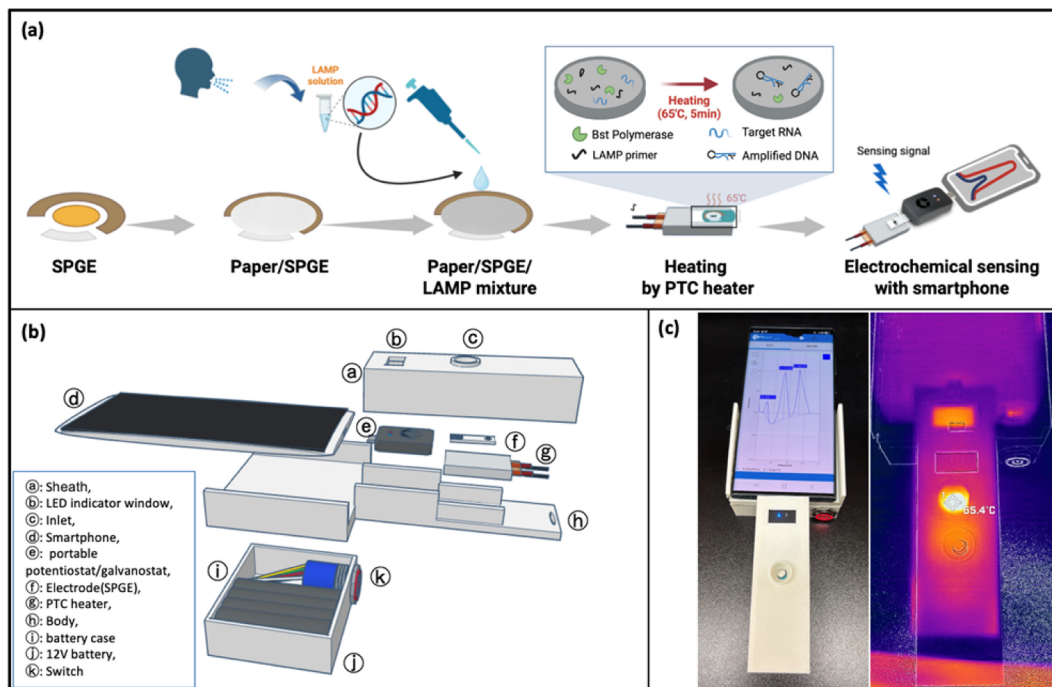 (a)
LAMP
solution
Heating
(65℃, 5min)
Bst Polymerase
Target RNA
LAMP primer
Amplified DNA
65℃
Sensing signal
SPGE
Paper/SPGE
Paper/SPGE/
LAMP mixture
Heating
by PTC heater
Electrochemical sensing
with smartphone
(b)
ⓐ
ⓑ
ⓒ
ⓓ
ⓔ
ⓕ
ⓖ
ⓗ
ⓘ
ⓙ
ⓚ
ⓐ: Sheath,
ⓑ: LED indicator window,
ⓒ: Inlet,
ⓓ: Smartphone,
ⓔ: portable
potentiostat/galvanostat,
ⓕ: Electrode(SPGE),
ⓖ: PTC heater,
ⓗ: Body,
ⓘ: battery case
ⓙ: 12V battery,
ⓚ: Switch
(c)
65.4°C